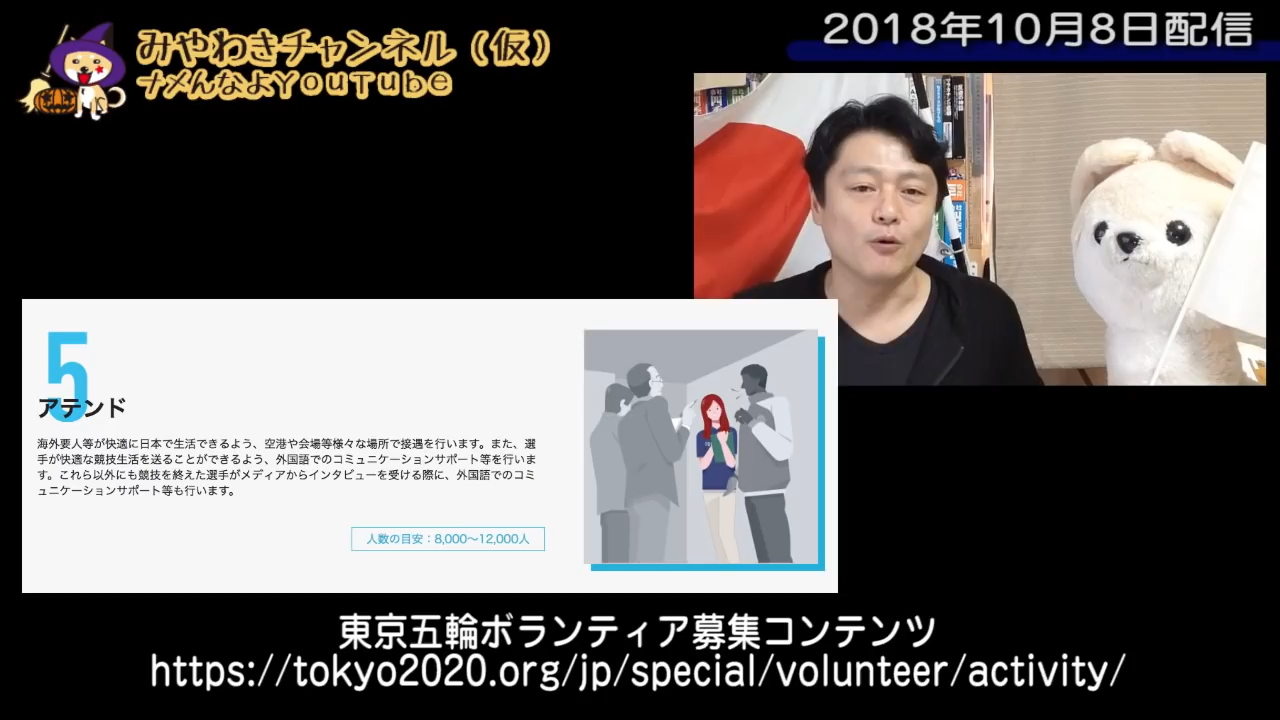 みやわきチャンネル（仮）
ナメんなよYouTube
2018年10月8日配信
5
アテンド
海外要人等が快適に日本で生活できるよう、空港や会場等様々な場所で接遇を行います。また、選
手が快適な競技生活を送ることができるよう、外国語でのコミュニケーションサポート等を行いま
す。これら以外にも競技を終えた選手がメディアからインタビューを受ける際に、外国語でのコミ
ュニケーションサポート等も行います。
人数の目安：8,000〜12,000人
東京五輪ボランティア募集コンテンツ
https://tokyo2020.org/jp/special/volunteer/activity/